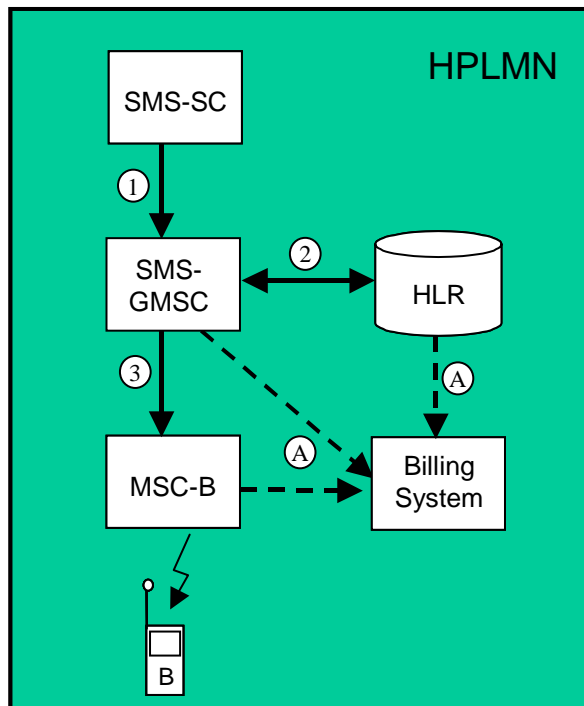 HPLMN
SMS-SC
1
SMS-
GMSC
2
HLR
3
A
A
MSC-B
Billing
System
B